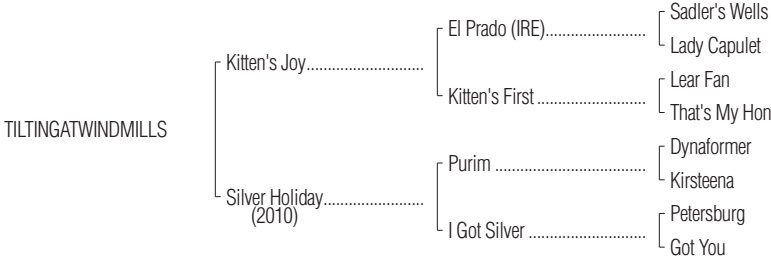 Sadler's Wells
El Prado (IRE)........................
Lady Capulet
Kitten's Joy............................
Lear Fan
Kitten's First ..........................
That's My Hon
TILTINGATWINDMILLS
Dynaformer
Purim ...................................
Kirsteena
Silver Holiday........................
(2010)
Petersburg
I Got Silver ............................
Got You